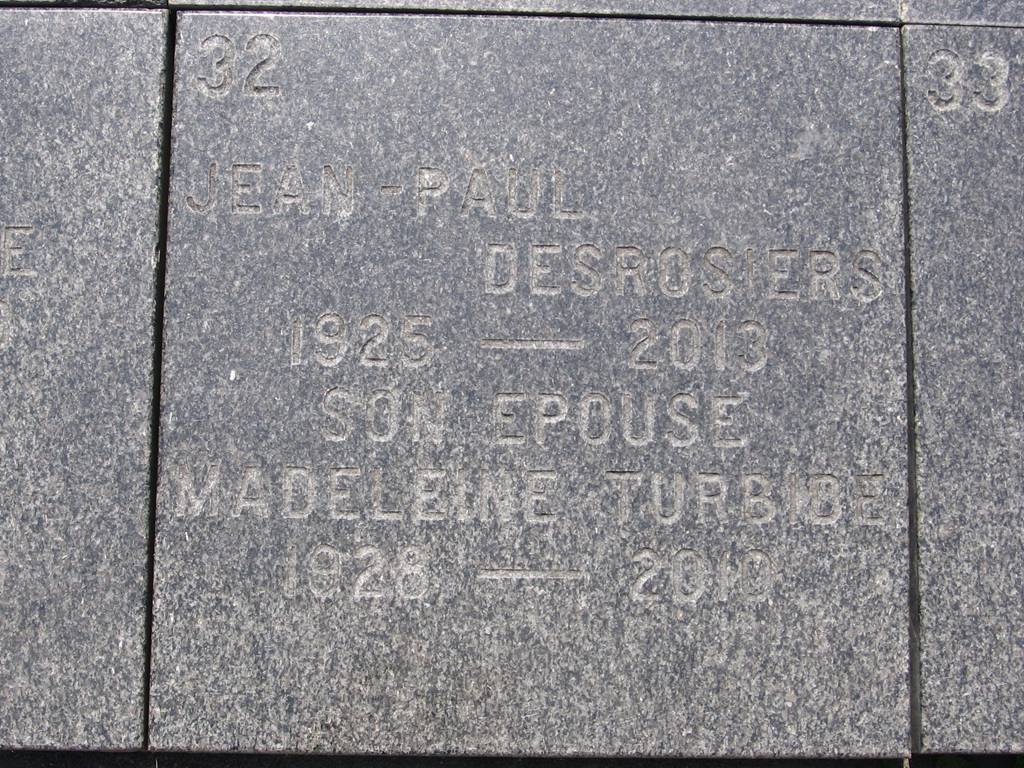 32
JEAN-PAUL
DESROSIERS
1925 — 2013
SON EPOUSE
MADELEINE TURBIDE
1928 — 2010
33
E